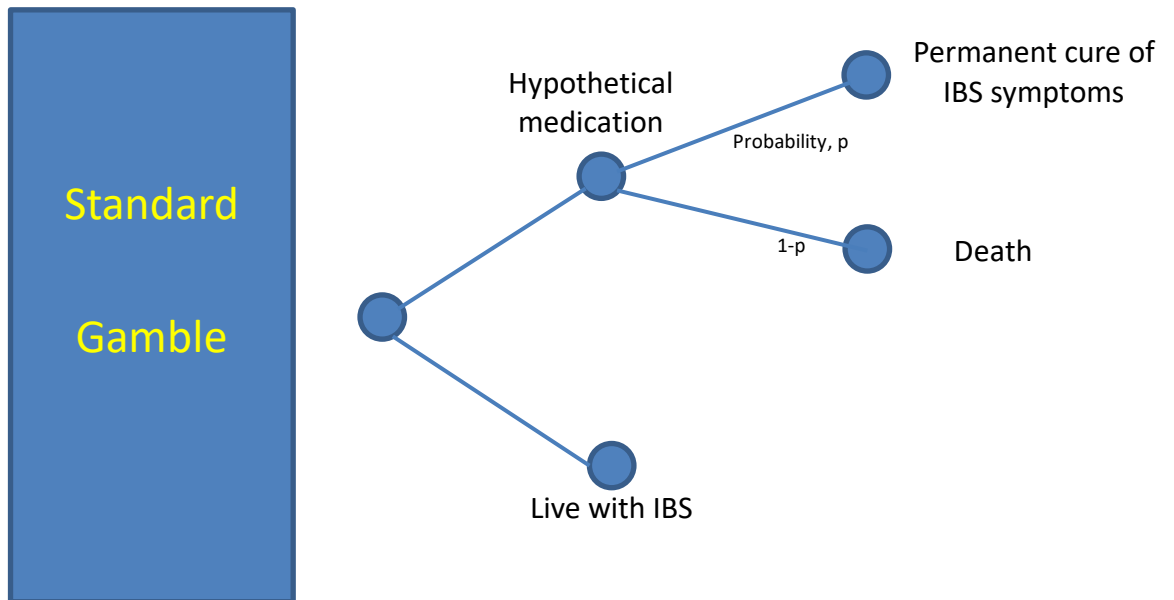 Standard
Gamble
Hypothetical
medication
Permanent cure of
IBS symptoms
Probability, p
1-p
Death
Live with IBS